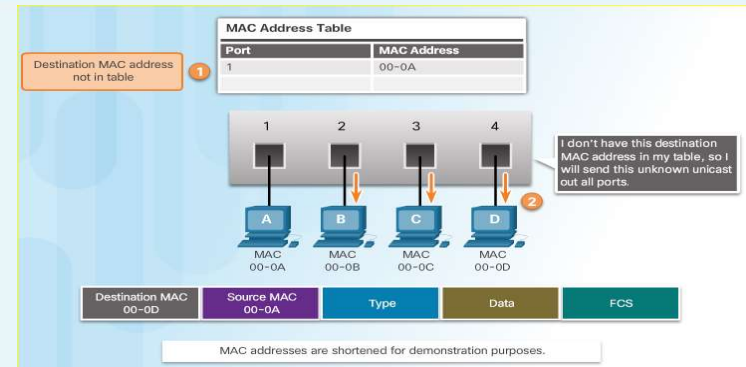 MAC Address Table
Port MAC Address
1 00-0A
Destination MAC address
not in table
1
1 2 3 4
I don't have this destination
MAC address in my table, so I
will send this unknown unicast
out all ports.
2
A B C D
MAC MAC MAC MAC
00-0A 00-0B 00-0C 00-0D
Destination MAC
00-0D
Source MAC
00-0A
Type
Data
FCS
MAC addresses are shortened for demonstration purposes.